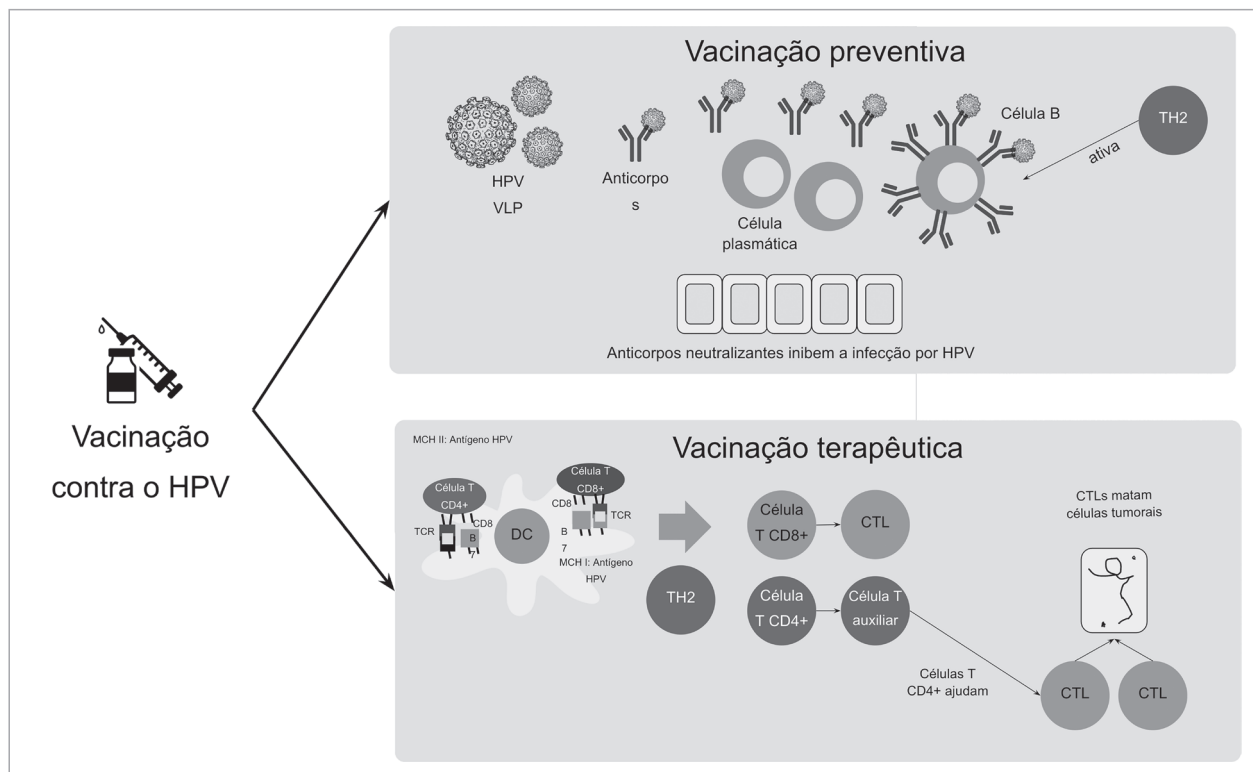 Vacinação
contra o HPV
Vacinação preventiva
HPV
VLP
Anticorpo
s
Célula
plasmática
Célula B
ativa
TH2
Anticorpos neutralizantes inibem a infecção por HPV
Vacinação terapêutica
MCH II: Antígeno HPV
Célula T
CD4+
TCR
CD8
B
7
DC
Célula T
CD8+
CD8
TCR
B
7
MCH I: Antígeno
HPV
TH2
Célula
T CD8+
CTL
Célula
T CD4+
Célula T
auxiliar
Células T
CD4+ ajudam
CTLs matam
células tumorais
CTL
CTL